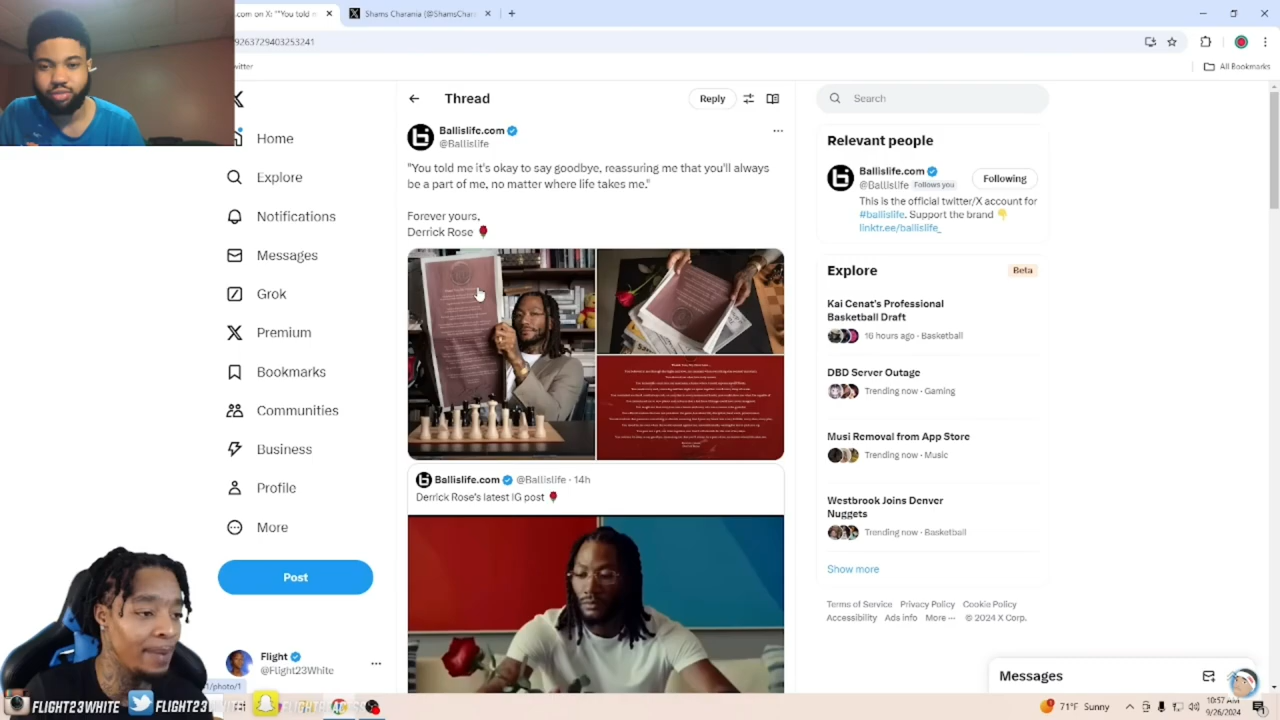 .com on X: "You told
Shams Charania (@ShamsChar
9263729403253241
witter
All Bookmarks
Thread
Reply
Search
Home
Explore
Notifications
Messages
Grok
Premium
Bookmarks
Communities
Business
Profile
More
Post
Flight
@Flight23White
1/photo/1
Ballislife.com
@Ballislife
"You told me it's okay to say goodbye, reassuring me that you'll always
be a part of me, no matter where life takes me."
Forever yours,
Derrick Rose
Ballislife.com @Ballislife · 14h
Derrick Rose's latest IG post
Relevant people
Ballislife.com
@Ballislife Follows you
Following
This is the official twitter/X account for
#ballislife. Support the brand
linktr.ee/ballislife_
Explore
Beta
Kai Cenat's Professional
Basketball Draft
16 hours ago · Basketball
DBD Server Outage
Trending now · Gaming
Musi Removal from App Store
Trending now · Music
Westbrook Joins Denver
Nuggets
Trending now · Basketball
Show more
Terms of Service Privacy Policy Cookie Policy
Accessibility Ads info More ··· © 2024 X Corp.
Messages
FLIGHT23WHITE
71°F Sunny
10:57 AM
9/26/2024